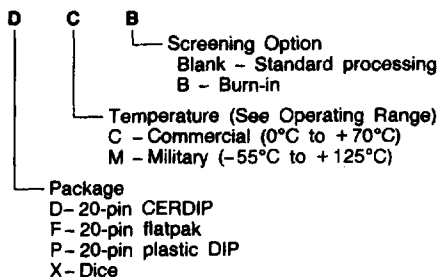 D C B
Screening Option
Blank – Standard processing
B – Burn-in
Temperature (See Operating Range)
C – Commercial (0°C to +70°C)
M – Military (–55°C to +125°C)
Package
D– 20-pin CERDIP
F– 20-pin flatpak
P– 20-pin plastic DIP
X– Dice